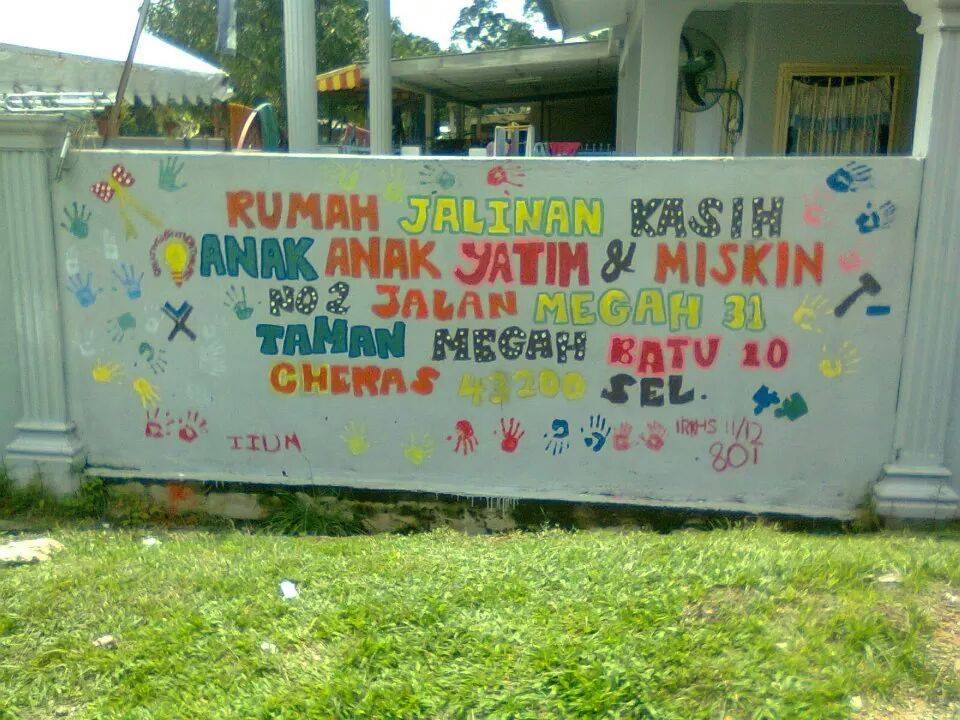 RUMAH JALINAN KASIH
ANAK ANAK YATIM & MISKIN
NO 2 JALAN MEGAH 31
TAMAN MEGAH BATU 10
CHERAS 43200 SEL.
IIUM
IRKHS 11/12
801